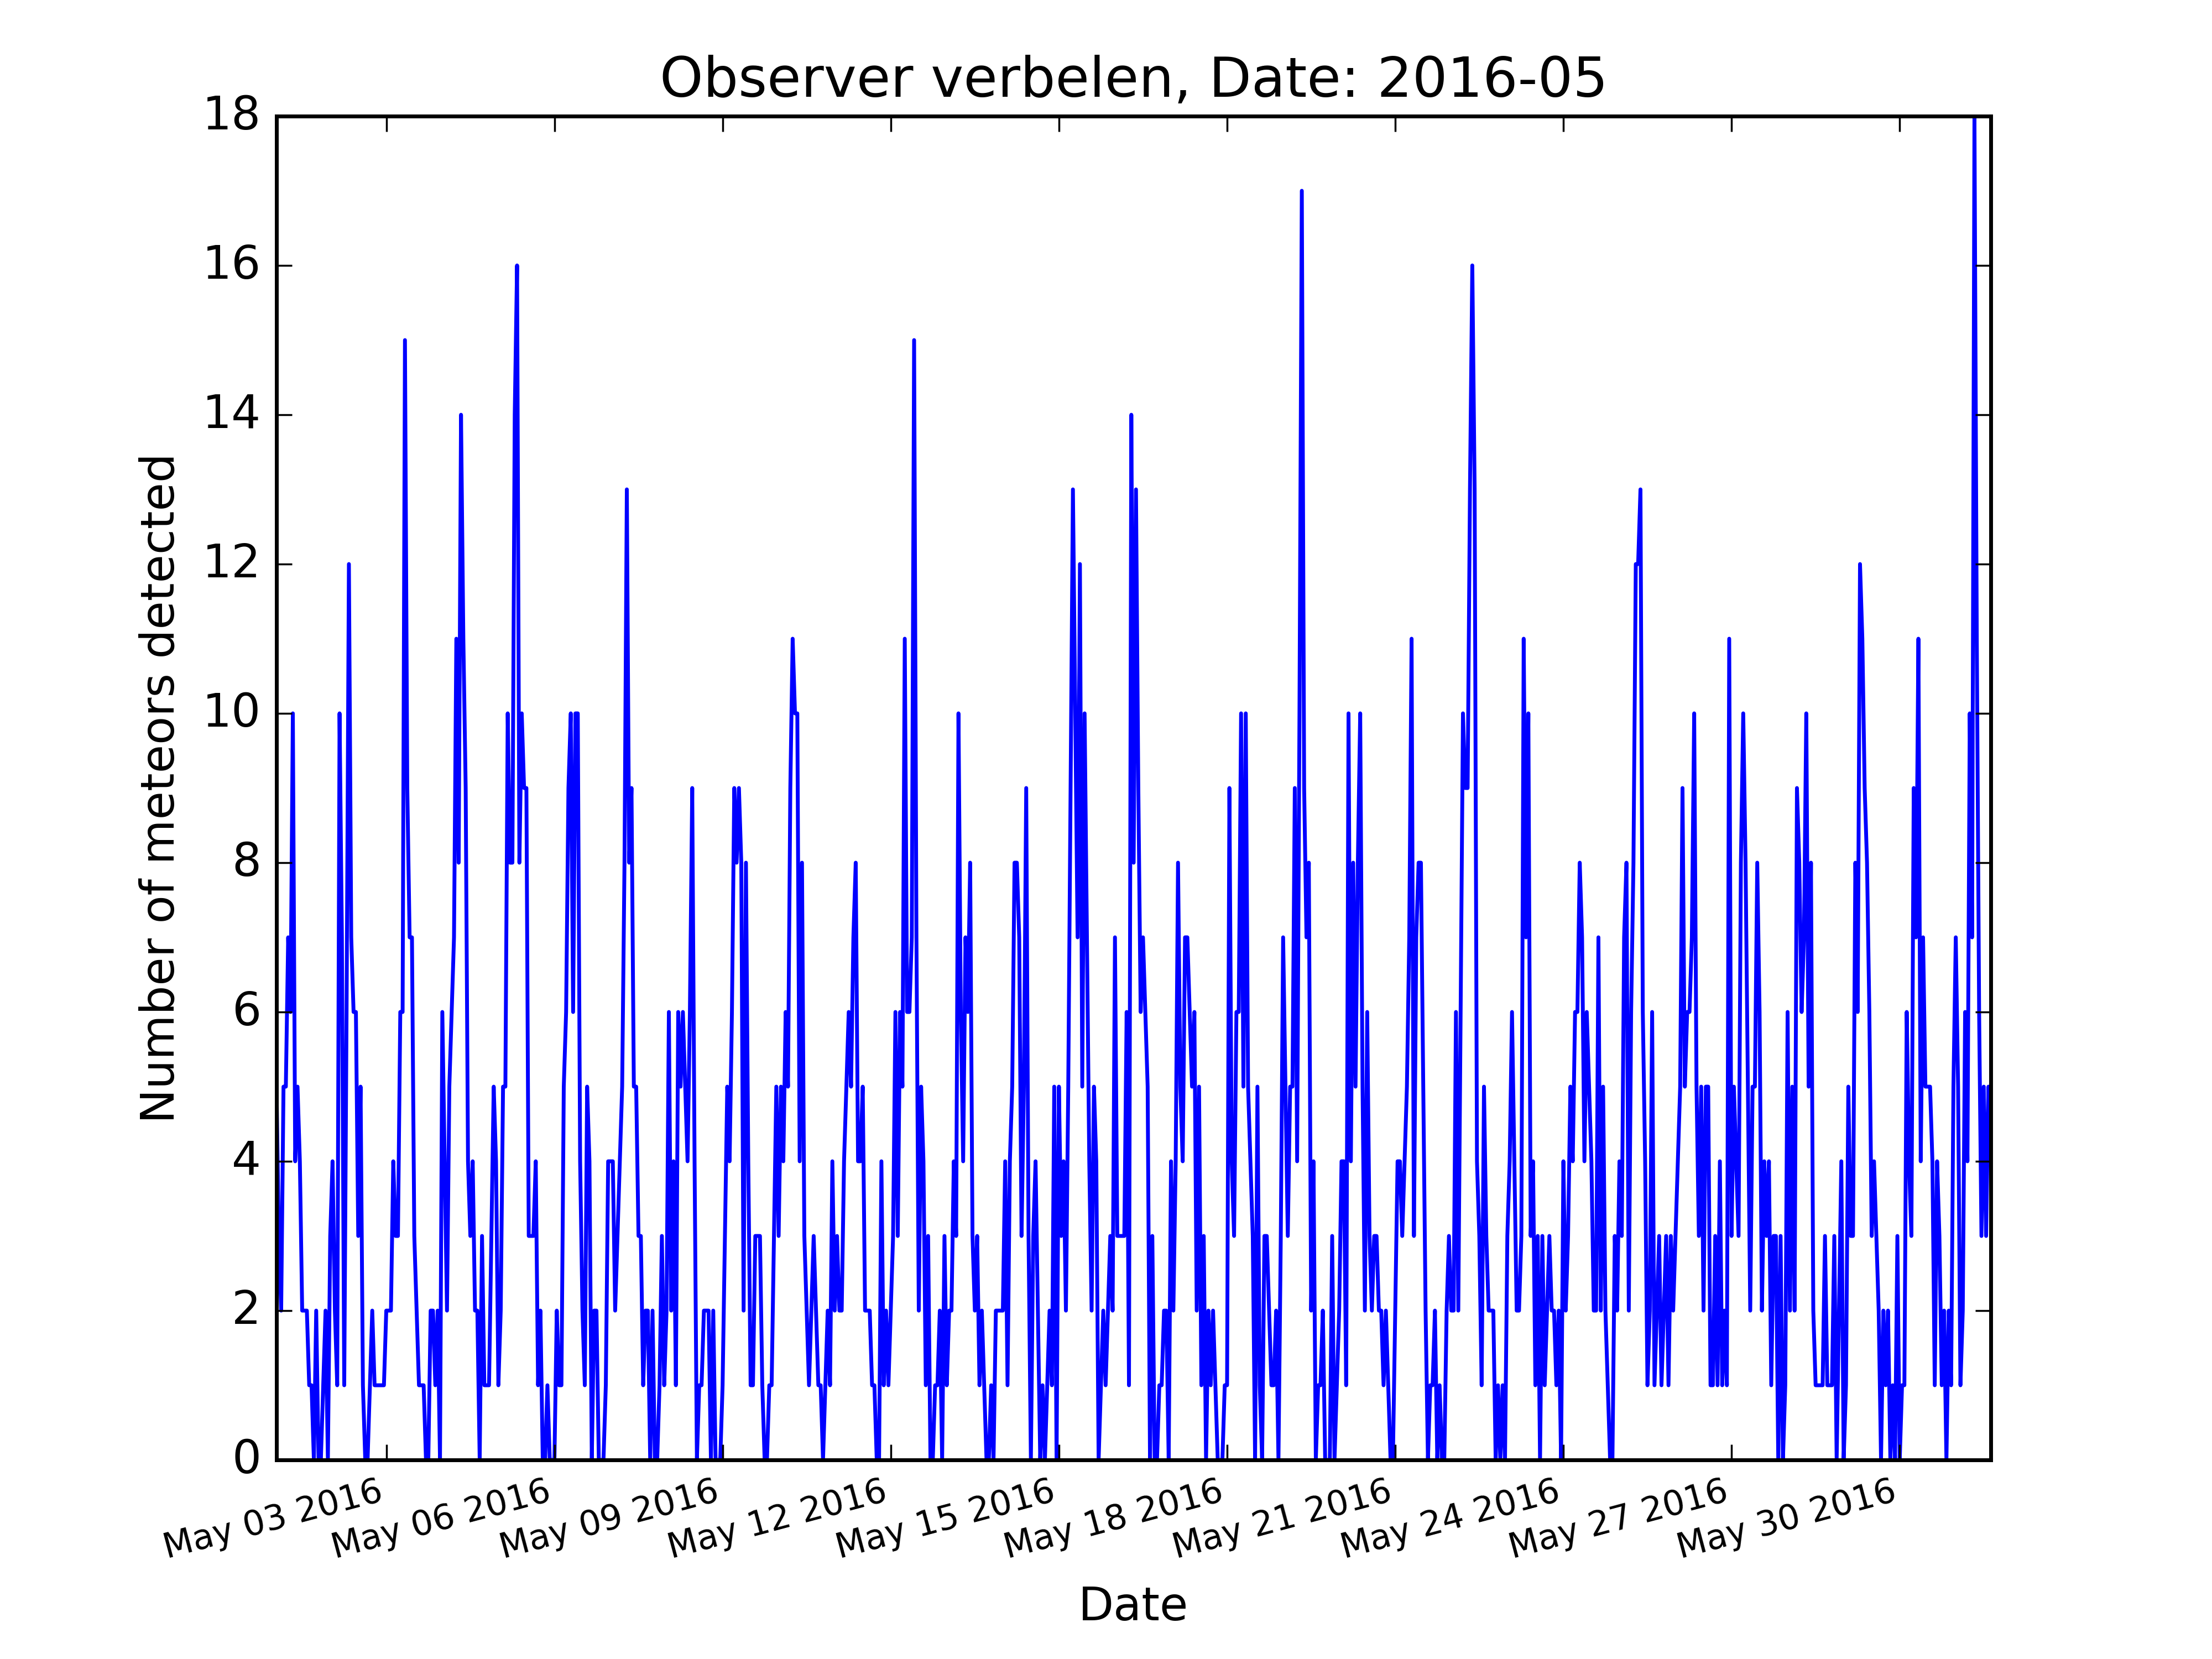 Observer verbelen, Date: 2016-05
Number of meteors detected
18
16
14
12
10
8
6
4
2
0
May 03 2016
May 06 2016
May 09 2016
May 12 2016
May 15 2016
May 18 2016
May 21 2016
May 24 2016
May 27 2016
May 30 2016
Date